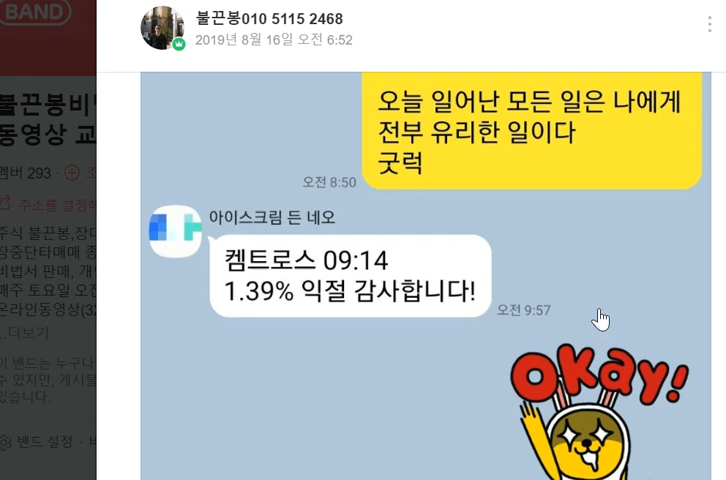 BAND
불끈봉010 5115 2468
2019년 8월 16일 오전 6:52
불끈봉비
동영상 교
멤버 293
주소를 설정해
주식 불끈봉,장대
장중단타매매 종
비법서 판매, 개인
매주 토요일 오전
온라인동영상(32
...더보기
이 밴드는 누구나
수 있지만, 게시물
있습니다.
밴드 설정
오늘 일어난 모든 일은 나에게
전부 유리한 일이다
굿럭
오전 8:50
아이스크림 든 네오
켐트로스 09:14
1.39% 익절 감사합니다!
오전 9:57
Okay!